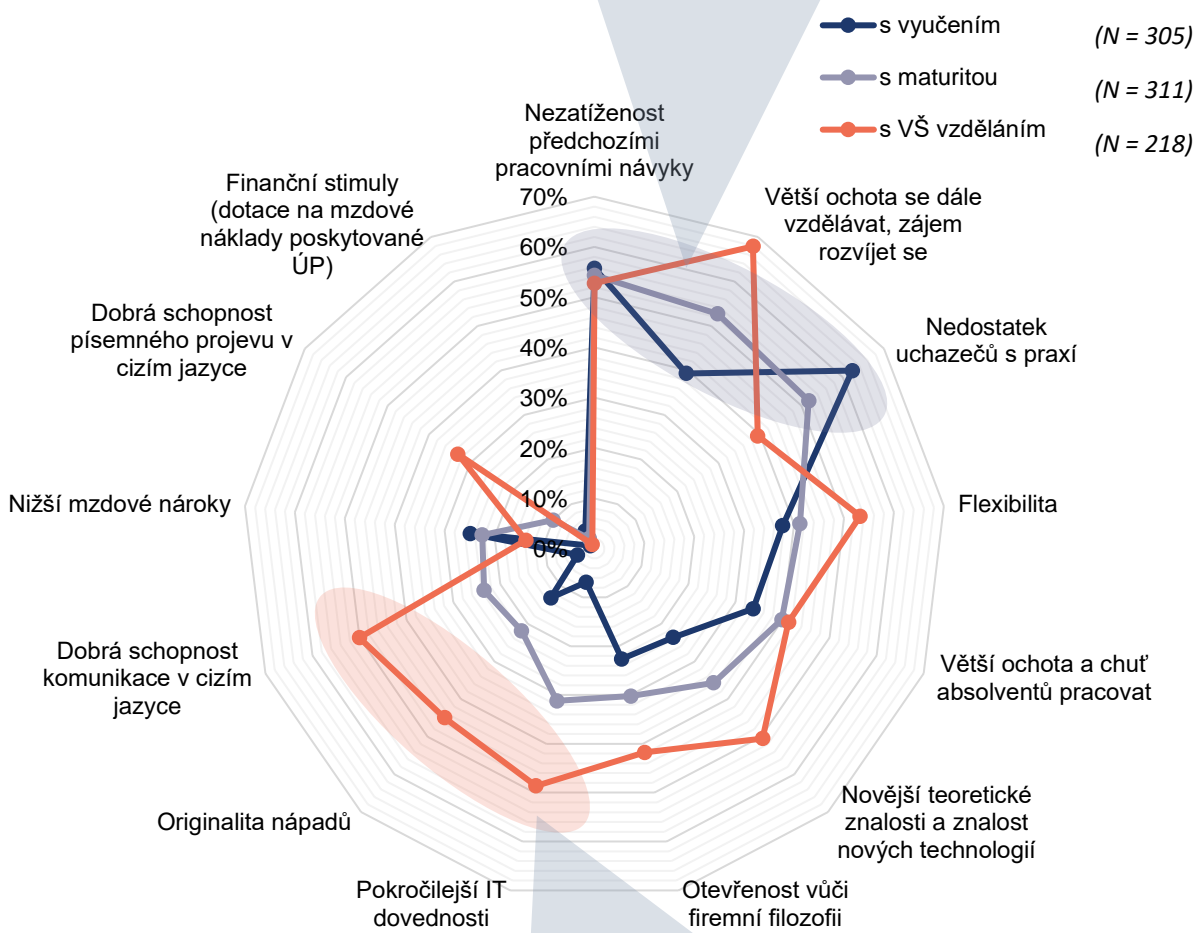 s vyučením
(N = 305)
s maturitou
(N = 311)
s VŠ vzděláním
(N = 218)
Nezatíženost
předchozími
pracovními návyky
Větší ochota se dále
vzdělávat, zájem
rozvíjet se
Nedostatek
uchazečů s praxí
Flexibilita
Větší ochota a chuť
absolventů pracovat
Novější teoretické
znalosti a znalost
nových technologií
Otevřenost vůči
firemní filozofii
Pokročilejší IT
dovednosti
Originalita nápadů
Dobrá schopnost
komunikace v cizím
jazyce
Nižší mzdové nároky
Dobrá schopnost
písemného projevu v
cizím jazyce
Finanční stimuly
(dotace na mzdové
náklady poskytované
ÚP)
70%
60%
50%
40%
30%
20%
10%
0%